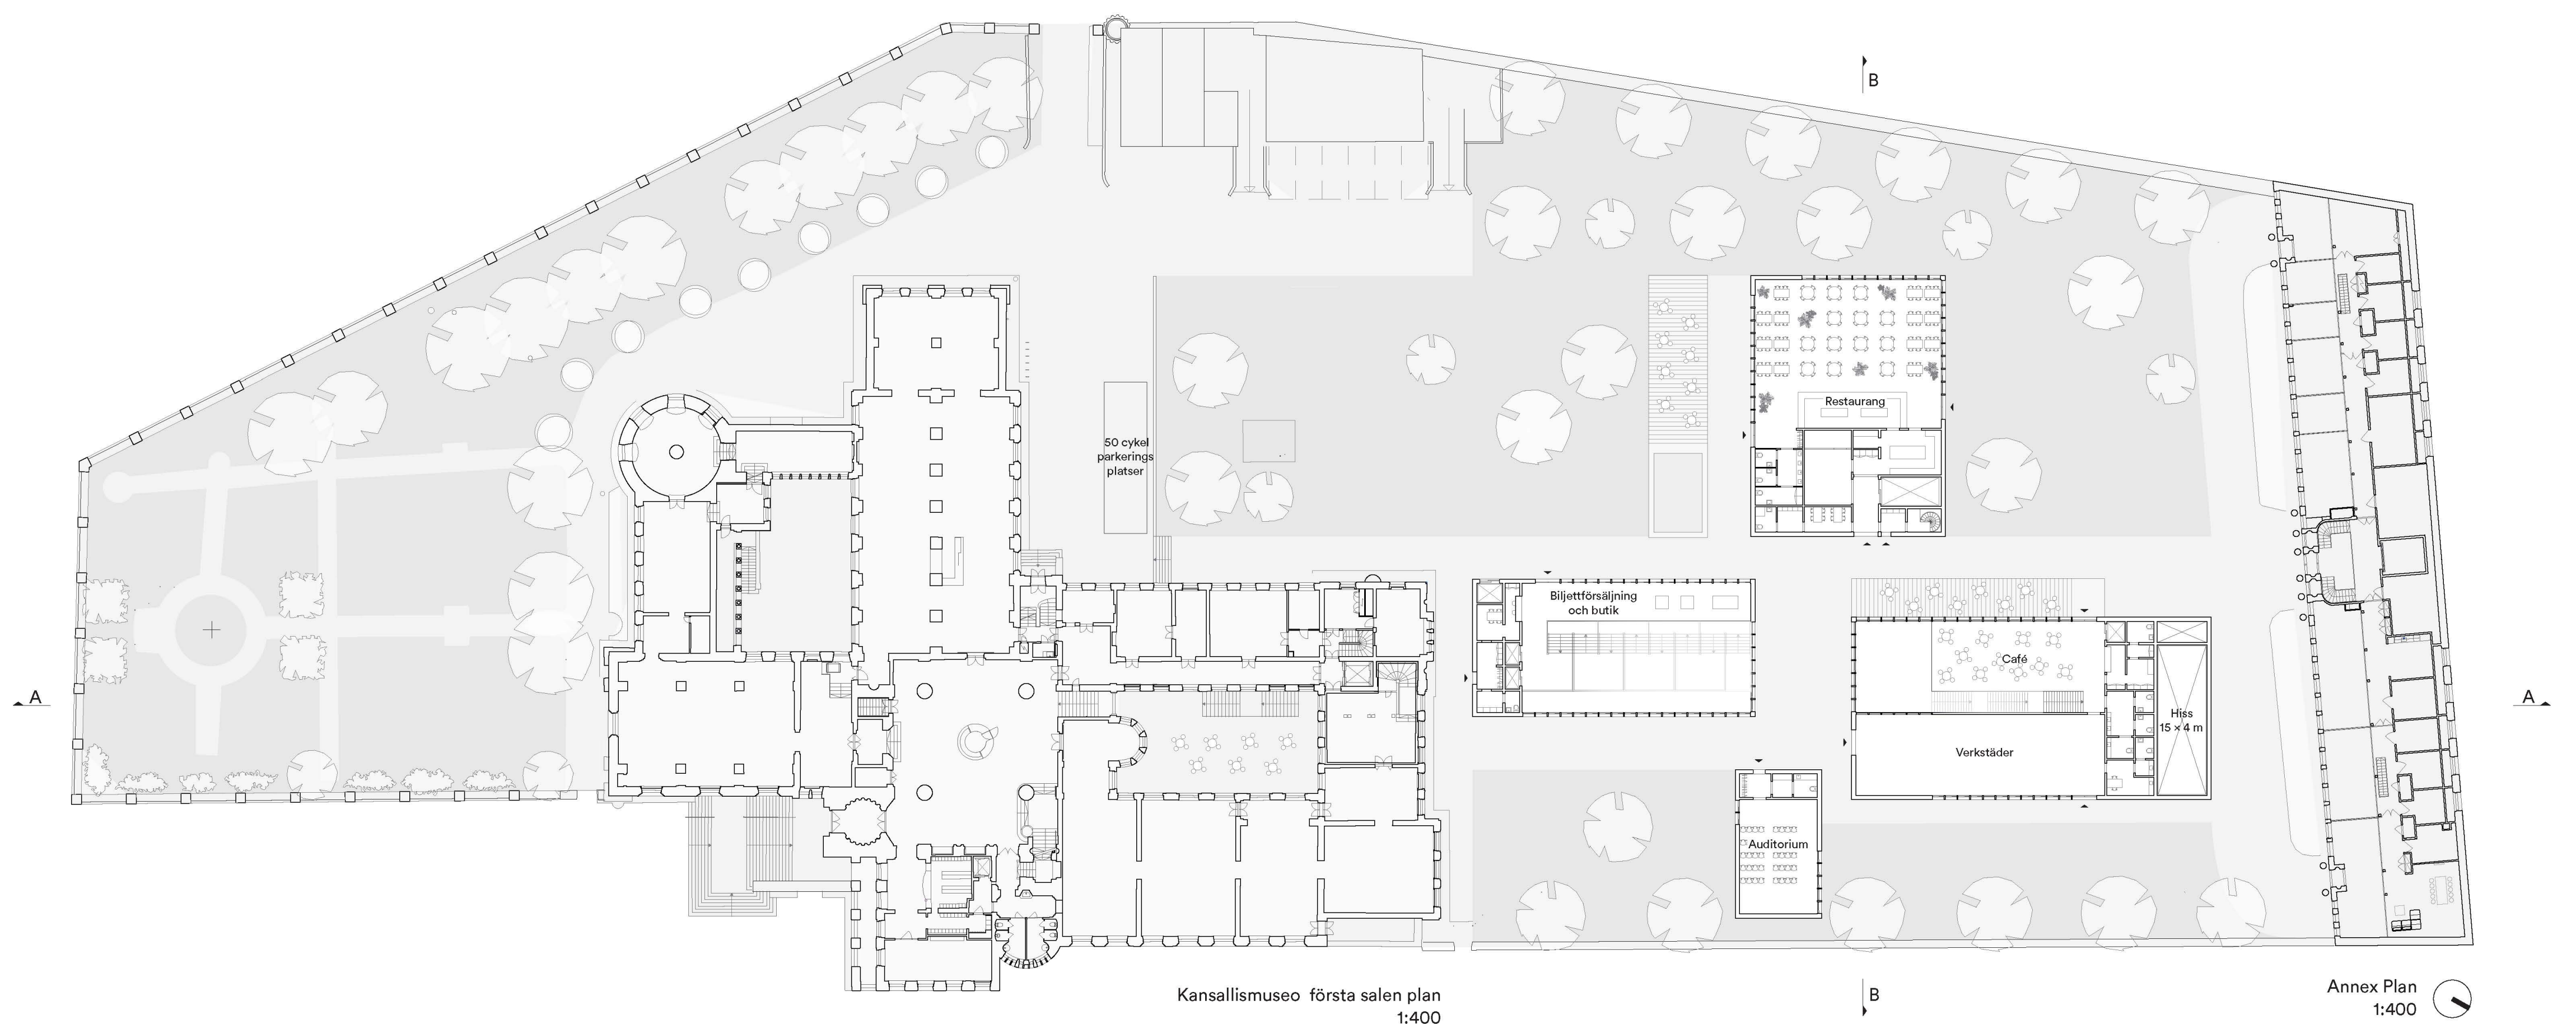 B
50 cykel
parkerings
platser
Restaurang
Biljettförsäljning
och butik
Café
A
A
Hiss
15 × 4 m
Verkstäder
Auditorium
Kansallismuseo första salen plan
1:400
B
Annex Plan
1:400